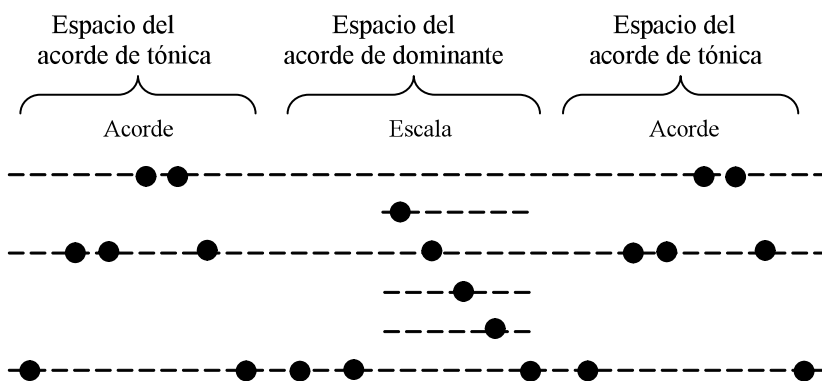 Espacio del
acorde de tónica
Espacio del
acorde de dominante
Espacio del
acorde de tónica
Acorde
Escala
Acorde